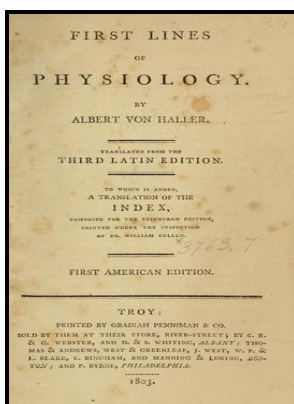 FIRST LINES
OF
PHYSIOLOGY.
BY
ALBERT VON HALLER.
TRANSLATED FROM THE
THIRD LATIN EDITION.
TO WHICH IS ADDED,
A TRANSLATION OF THE
INDEX,
COMPOSED FOR THE EDINBURGH EDITION,
PRINTED UNDER THE INSPECTION
OF DR. WILLIAM CULLEN.
*3763.7
FIRST AMERICAN EDITION.
TROY:
PRINTED BY OBADIAH PENNIMAN & CO.
SOLD BY THEM AT THEIR STORE, RIVER-STREET; BY C. R.
& G. WEBSTER, AND D. & S. WHITING, ALBANY; THO-
MAS & ANDREWS, WEST & GREENLEAF, J. WEST, W. P. &
L. BLAKE, C. BINGHAM, AND MANNING & LORING, BOS-
TON; AND P. BYRNE, PHILADELPHIA.
1803.